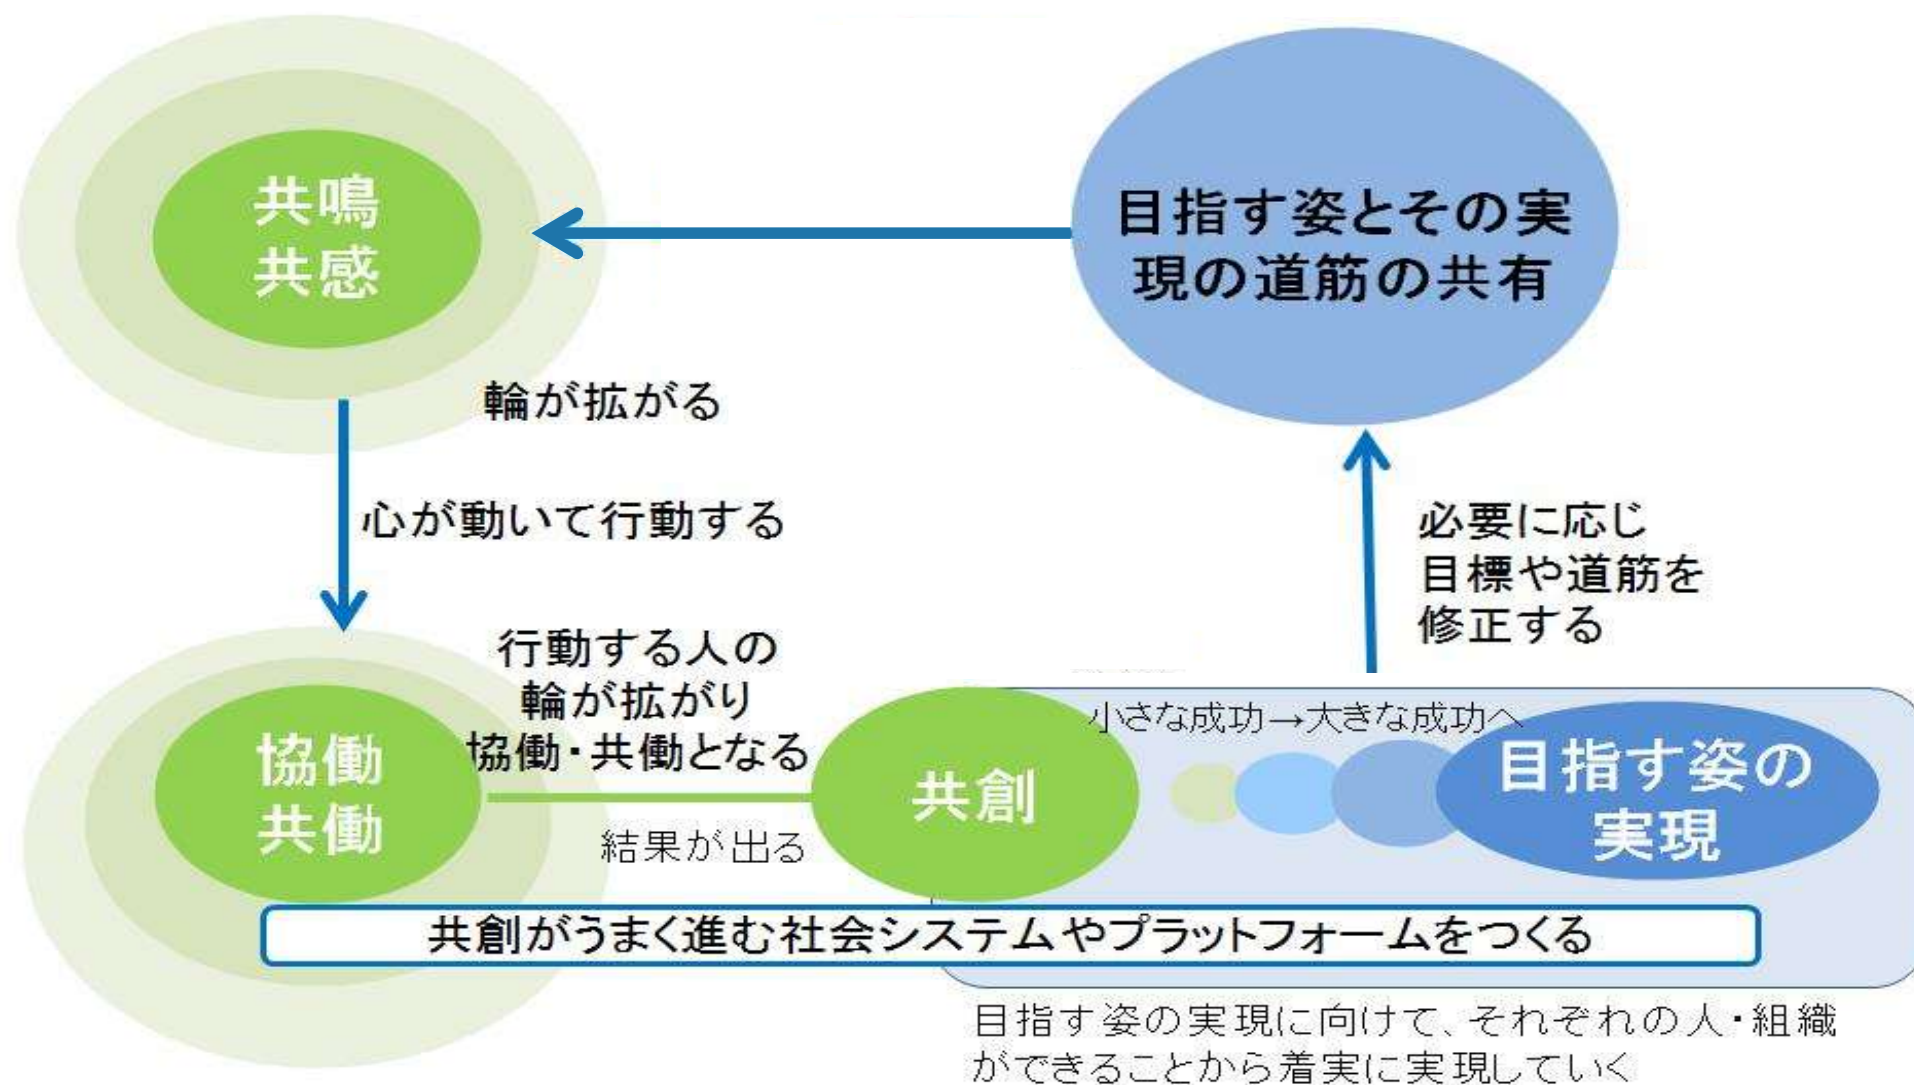 共鳴
共感
目指す姿とその実
現の道筋の共有
輪が拡がる
心が動いて行動する
必要に応じ
目標や道筋を
修正する
行動する人の
輪が拡がり
協働・共働となる
協働
共働
結果が出る
共創
小さな成功→大きな成功へ
目指す姿の
実現
共創がうまく進む社会システムやプラットフォームをつくる
目指す姿の実現に向けて、それぞれの人・組織
ができることから着実に実現していく